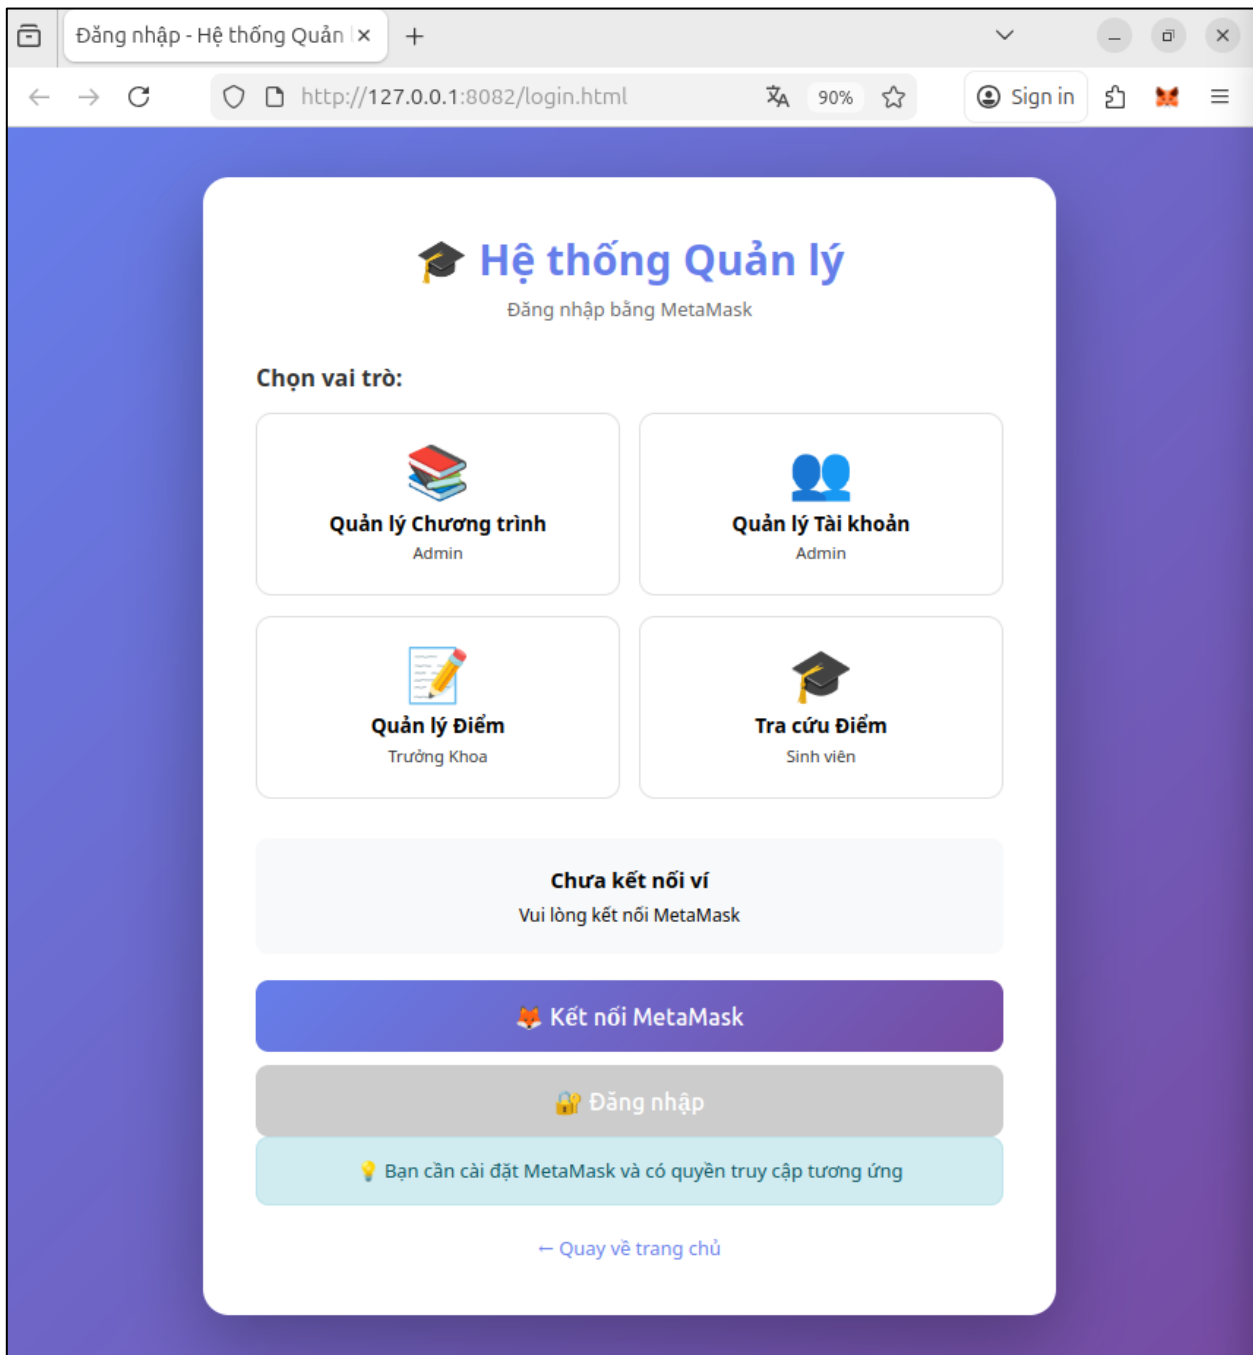 Đăng nhập - Hệ thống Quản
http://127.0.0.1:8082/login.html
90%
Sign in
Hệ thống Quản lý
Đăng nhập bằng MetaMask
Chọn vai trò:
Quản lý Chương trình
Admin
Quản lý Tài khoản
Admin
Quản lý Điểm
Trưởng Khoa
Tra cứu Điểm
Sinh viên
Chưa kết nối ví
Vui lòng kết nối MetaMask
🦊 Kết nối MetaMask
🔐 Đăng nhập
💡 Bạn cần cài đặt MetaMask và có quyền truy cập tương ứng
← Quay về trang chủ